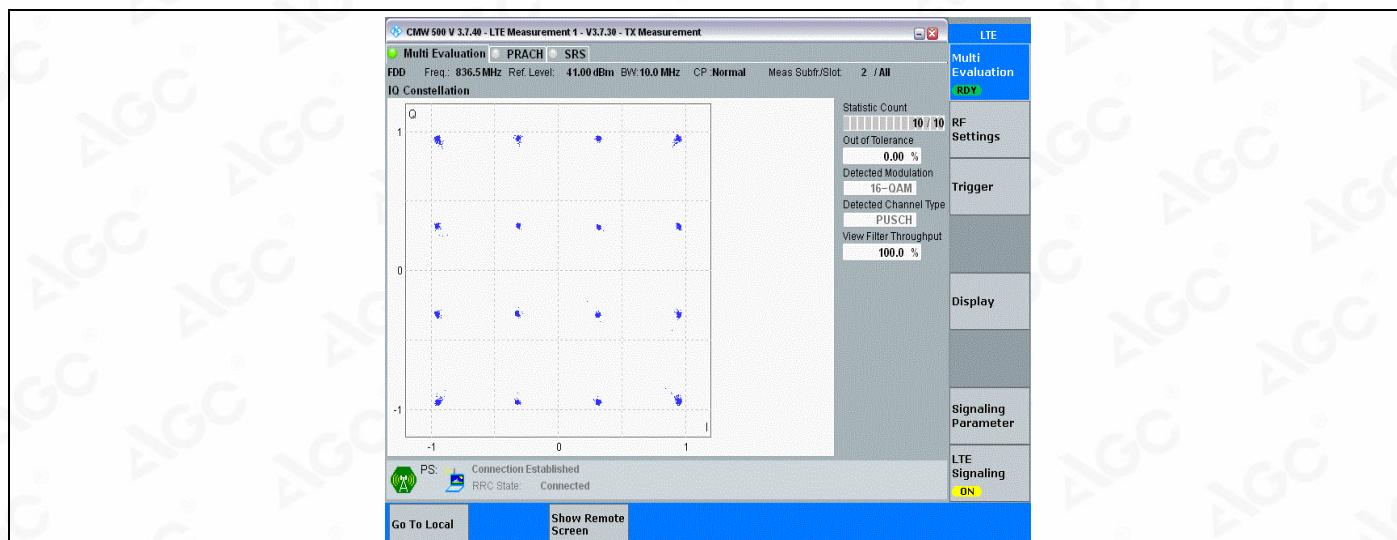 CMW 500 V 3.7.40 - LTE Measurement 1 - V3.7.30 - TX Measurement
LTE
Multi Evaluation PRACH SRS
FDD Freq.: 836.5 MHz Ref. Level: 41.00 dBm BW: 10.0 MHz CP :Normal Meas Subfr./Slot: 2 / All
IQ Constellation
Q
1
0
-1
-1 0 1
I
Statistic Count
10 / 10
Out of Tolerance
0.00 %
Detected Modulation
16-QAM
Detected Channel Type
PUSCH
View Filter Throughput
100.0 %
Multi
Evaluation
RDY
RF
Settings
Trigger
Display
Signaling
Parameter
LTE
Signaling
ON
PS: Connection Established
RRC State: Connected
Go To Local
Show Remote
Screen
AGC